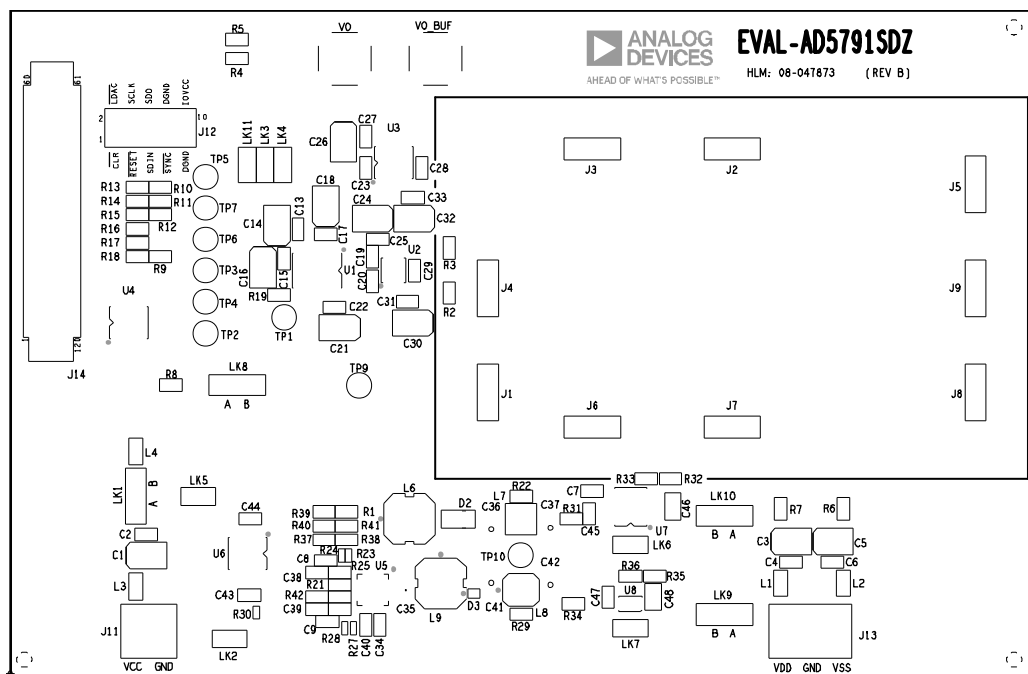 R5
R4
VO
VO_BUF
ANALOG
DEVICES
AHEAD OF WHAT'S POSSIBLE™
EVAL-AD5791SDZ
HLM: 08-047873 (REV B)
60
61
LDAC
SCLK
SDO
DGND
IOVCC
2
10
1
J12
CLR
RESET
SDIN
SYNC
DGND
LK11
LK3
LK4
C26
C27
U3
C23
C28
TP5
R13
R10
R14
R11
R15
R12
R16
R17
R18
R9
TP7
TP6
TP3
TP4
TP2
C18
C33
C14
C13
C17
C24
C32
C25
C19
U2
C16
C15
U1
C20
C29
R3
R19
C31
R2
C22
TP1
C21
C30
U4
1
120
J14
J3
J2
J5
J4
J9
J1
J8
J6
J7
R8
LK8
A B
TP9
L4
LK1
B
A
LK5
C2
C1
L3
J11
VCC GND
C44
U6
C43
R30
LK2
L6
R39
R1
R40
R41
R37
R38
R24
R23
C8
R25
U5
C38
R21
R42
C39
C9
R28
R27
C40
C34
C35
L9
D3
D2
R22
L7
C36
C37
R31
TP10
C42
C41
L8
R29
R34
R33
R32
C7
C45
C46
U7
LK6
R36
R35
C47
U8
C48
LK7
LK10
B A
LK9
B A
R7
R6
C3
C5
C4
C6
L1
L2
J13
VDD GND VSS